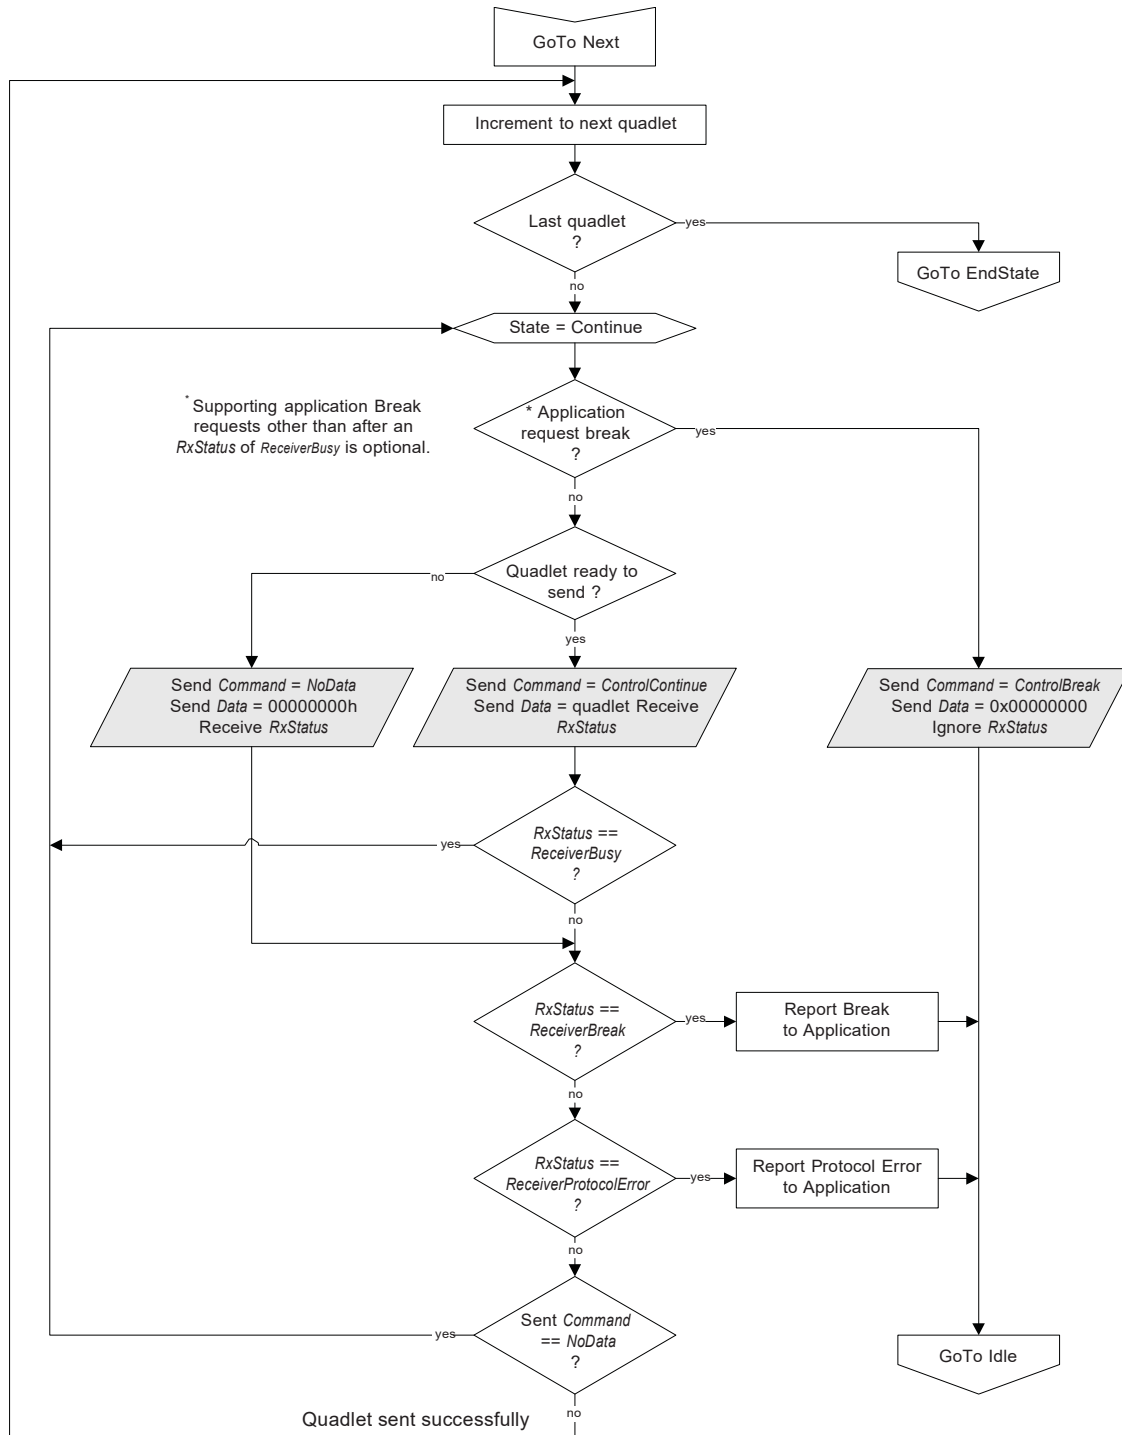 GoTo Next
Increment to next quadlet
Last quadlet
?
yes
GoTo EndState
no
State = Continue
* Supporting application Break
requests other than after an
RxStatus of ReceiverBusy is optional.
* Application
request break
?
yes
no
Quadlet ready to
send ?
no
yes
Send Command = NoData
Send Data = 00000000h
Receive RxStatus
Send Command = ControlContinue
Send Data = quadlet Receive
RxStatus
Send Command = ControlBreak
Send Data = 0x00000000
Ignore RxStatus
RxStatus ==
ReceiverBusy
?
yes
no
RxStatus ==
ReceiverBreak
?
yes
Report Break
to Application
no
RxStatus ==
ReceiverProtocolError
?
yes
Report Protocol Error
to Application
no
Sent Command
== NoData
?
yes
GoTo Idle
no
Quadlet sent successfully